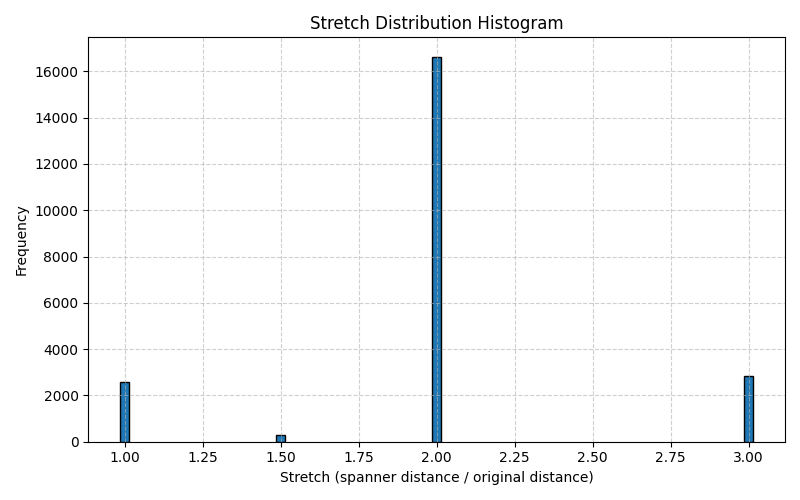 Stretch Distribution Histogram
Frequency
16000
14000
12000
10000
8000
6000
4000
2000
0
1.00 1.25 1.50 1.75 2.00 2.25 2.50 2.75 3.00
Stretch (spanner distance / original distance)